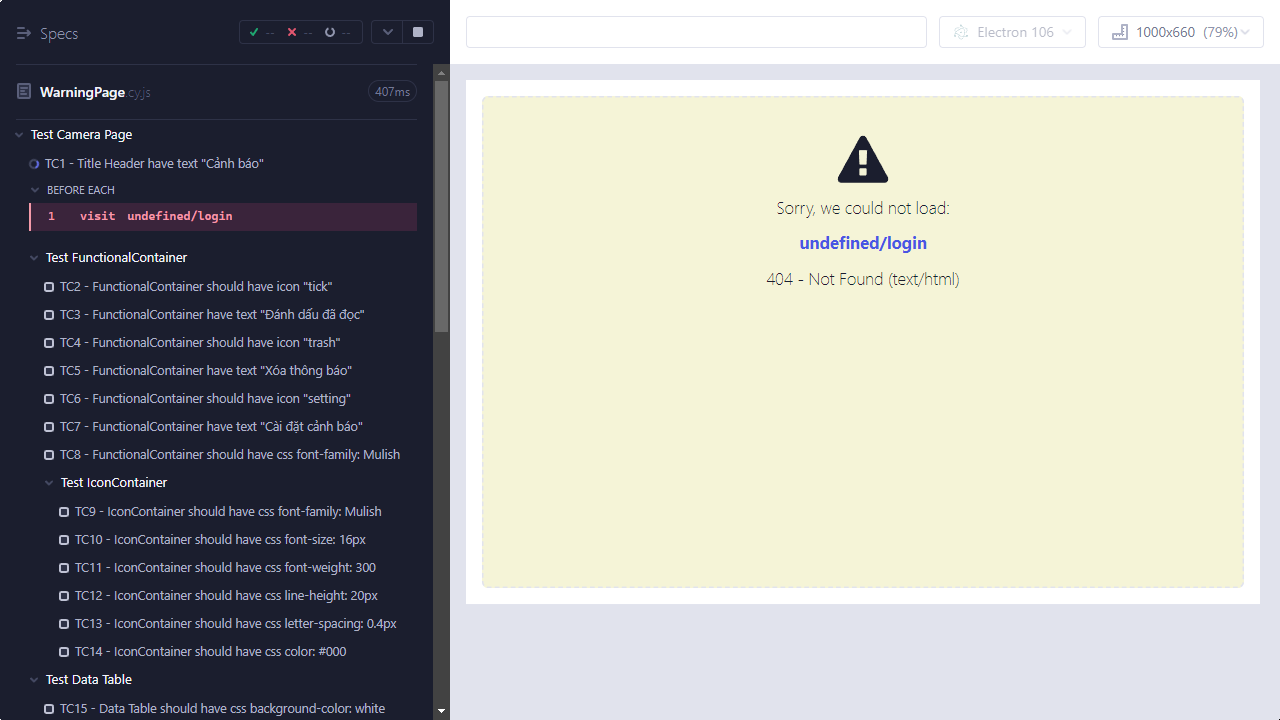 Specs
--
--
--
WarningPage.cy.js
407ms
Test Camera Page
TC1 - Title Header have text "Cảnh báo"
BEFORE EACH
1 visit undefined/login
Test FunctionalContainer
TC2 - FunctionalContainer should have icon "tick"
TC3 - FunctionalContainer have text "Đánh dấu đã đọc"
TC4 - FunctionalContainer should have icon "trash"
TC5 - FunctionalContainer have text "Xóa thông báo"
TC6 - FunctionalContainer should have icon "setting"
TC7 - FunctionalContainer have text "Cài đặt cảnh báo"
TC8 - FunctionalContainer should have css font-family: Mulish
Test IconContainer
TC9 - IconContainer should have css font-family: Mulish
TC10 - IconContainer should have css font-size: 16px
TC11 - IconContainer should have css font-weight: 300
TC12 - IconContainer should have css line-height: 20px
TC13 - IconContainer should have css letter-spacing: 0.4px
TC14 - IconContainer should have css color: #000
Test Data Table
TC15 - Data Table should have css background-color: white
Electron 106
1000x660 (79%)
Sorry, we could not load:
undefined/login
404 - Not Found (text/html)